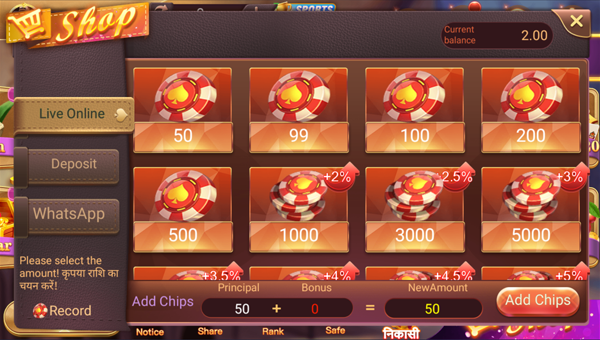 Shop
SPORTS
Current balance 2.00
Live Online
Deposit
WhatsApp
Please select the
amount! कृपया राशि का
चयन करें!
Record
50
99
100
200
500
+2%
1000
+2.5%
3000
+3%
5000
+3.5%
+4%
+4.5%
+5%
Add Chips
Principal
Bonus
NewAmount
50 + 0 = 50
Add Chips
Notice
Share
Rank
Safe
निकासी